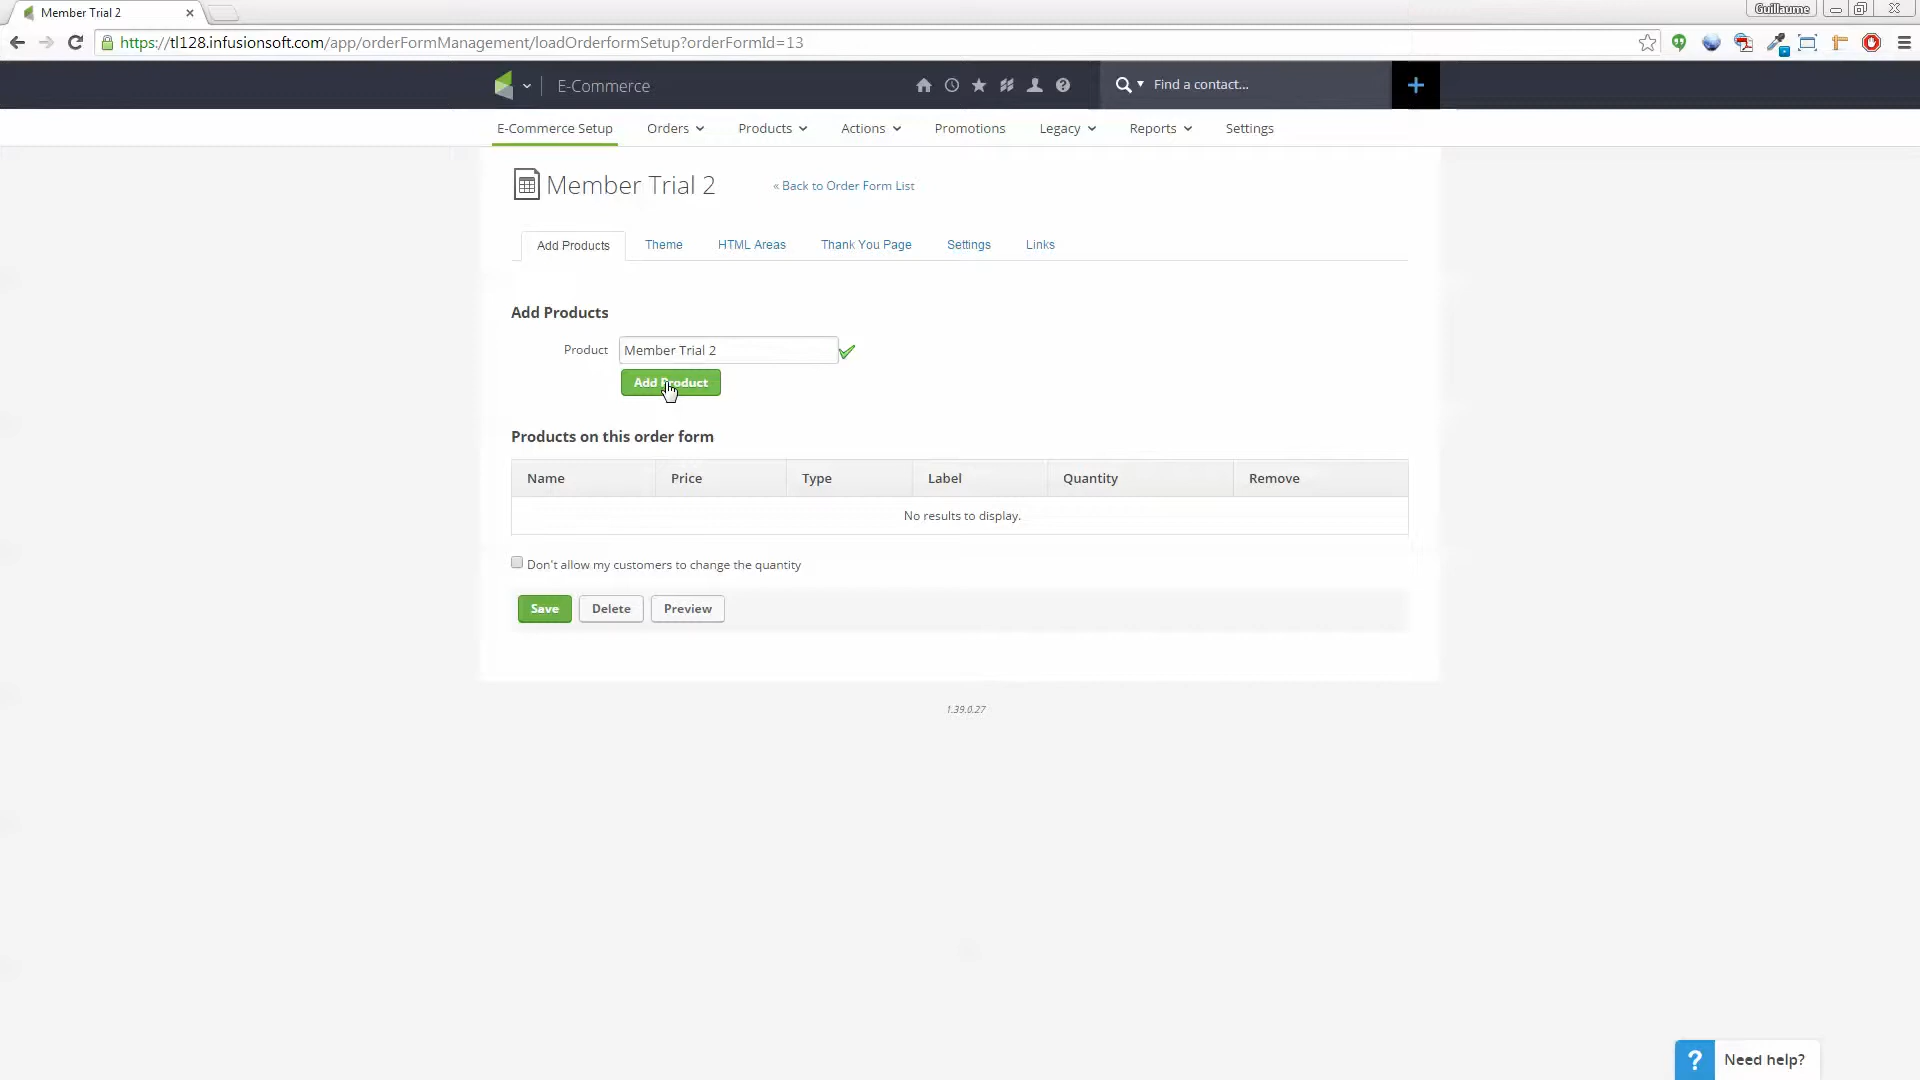 Member Trial 2
Guillaume
https://tl128.infusionsoft.com/app/orderFormManagement/loadOrderformSetup?orderFormId=13
E-Commerce
Find a contact...
E-Commerce Setup Orders Products Actions Promotions Legacy Reports Settings
Member Trial 2 « Back to Order Form List
Add Products Theme HTML Areas Thank You Page Settings Links
Add Products
Product Member Trial 2
Add Product
Products on this order form
Name Price Type Label Quantity Remove
No results to display.
Don't allow my customers to change the quantity
Save Delete Preview
1.39.0.27
? Need help?